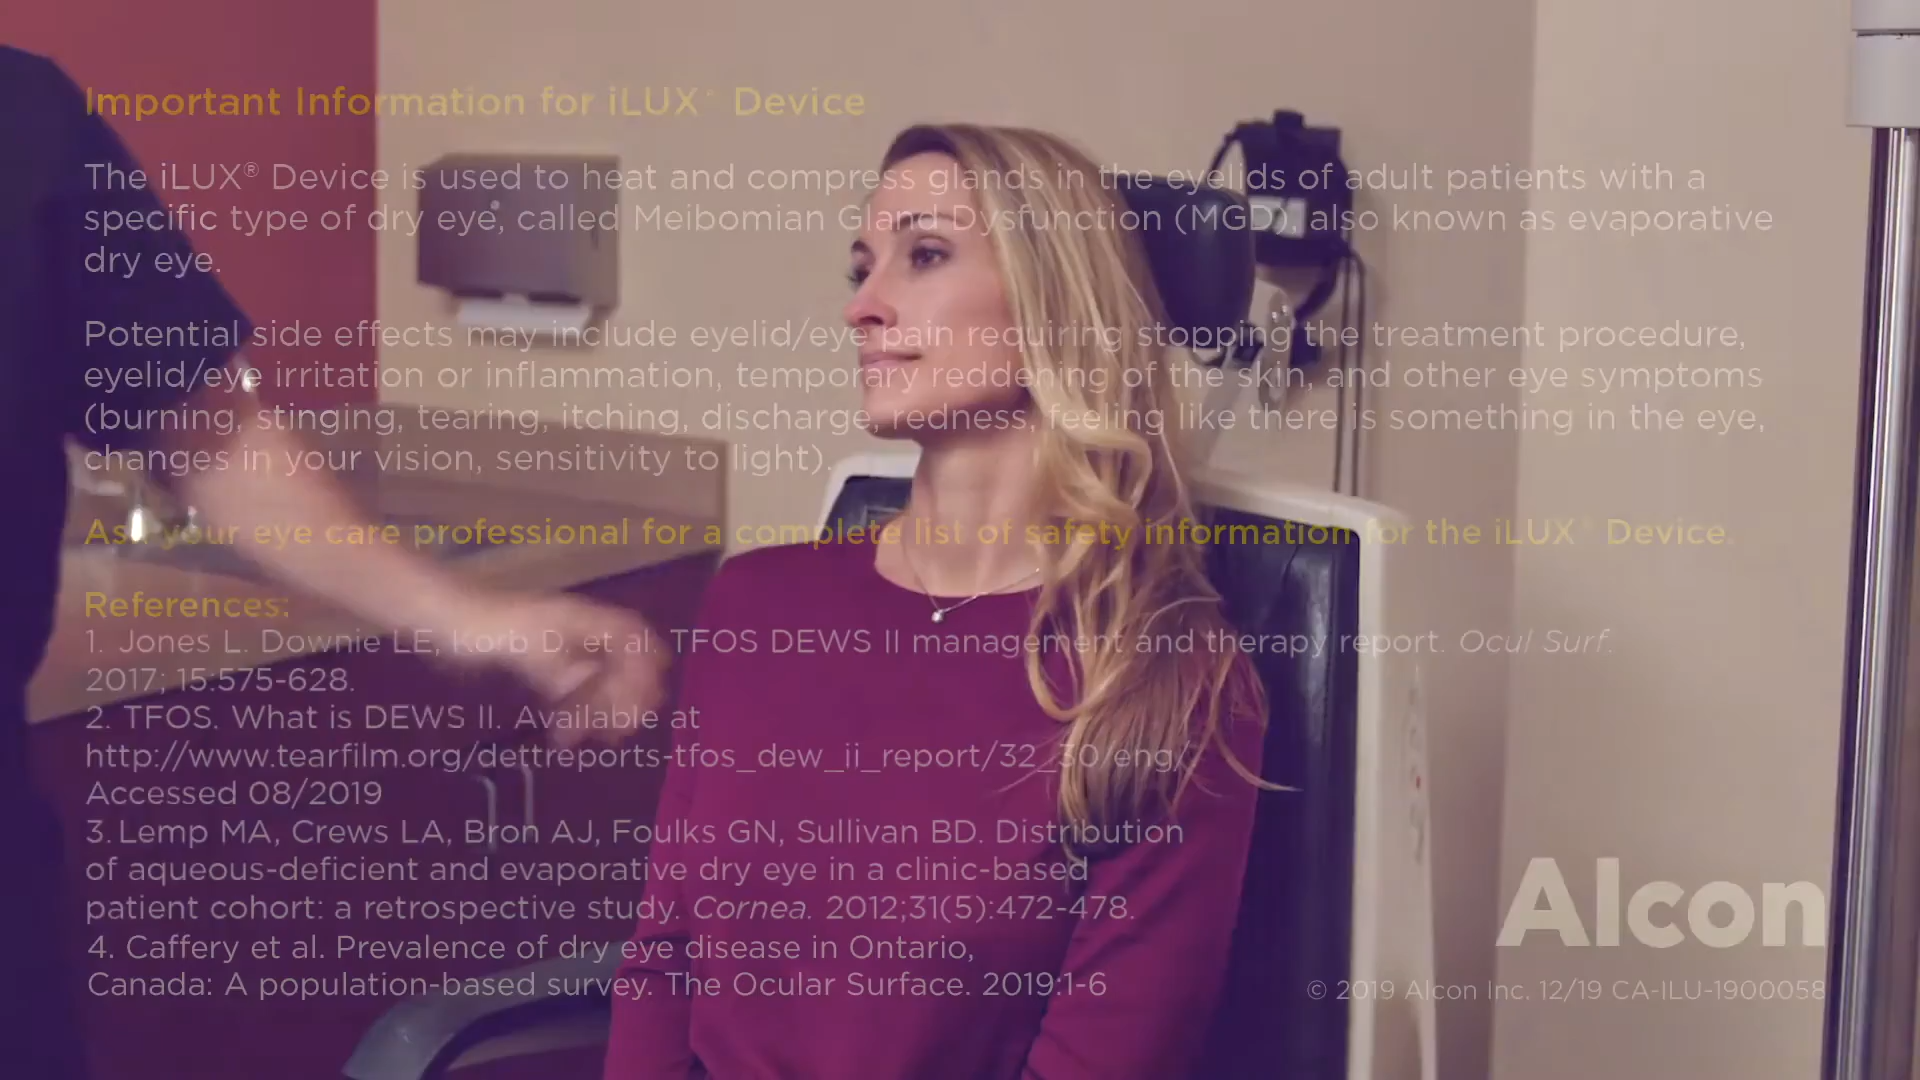 Important Information for iLUX® Device
The iLUX® Device is used to heat and compress glands in the eyelids of adult patients with a
specific type of dry eye, called Meibomian Gland Dysfunction (MGD), also known as evaporative
dry eye.
Potential side effects may include eyelid/eye pain requiring stopping the treatment procedure,
eyelid/eye irritation or inflammation, temporary reddening of the skin, and other eye symptoms
(burning, stinging, tearing, itching, discharge, redness, feeling like there is something in the eye,
changes in your vision, sensitivity to light).
Ask your eye care professional for a complete list of safety information for the iLUX® Device.
References:
1. Jones L. Downie LE, Korb D. et al. TFOS DEWS II management and therapy report. Ocul Surf.
2017; 15:575-628.
2. TFOS. What is DEWS II. Available at
http://www.tearfilm.org/dettreports-tfos_dew_ii_report/32_30/eng/
Accessed 08/2019
3. Lemp MA, Crews LA, Bron AJ, Foulks GN, Sullivan BD. Distribution
of aqueous-deficient and evaporative dry eye in a clinic-based
patient cohort: a retrospective study. Cornea. 2012;31(5):472-478.
4. Caffery et al. Prevalence of dry eye disease in Ontario,
Canada: A population-based survey. The Ocular Surface. 2019:1-6
Alcon
© 2019 Alcon Inc. 12/19 CA-ILU-1900058